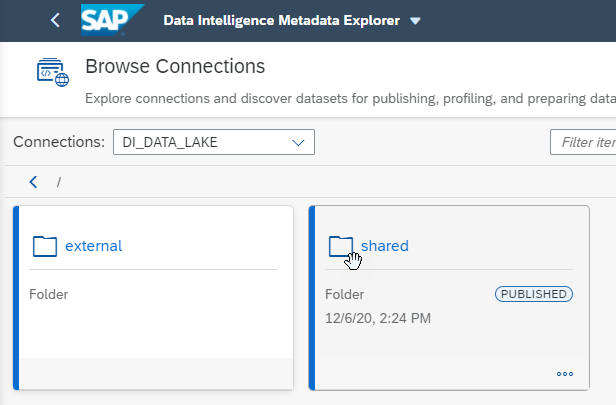 SAP Data Intelligence Metadata Explorer
Browse Connections
Explore connections and discover datasets for publishing, profiling, and preparing data
Connections: DI_DATA_LAKE Filter iter
/
external
Folder
shared
Folder PUBLISHED
12/6/20, 2:24 PM